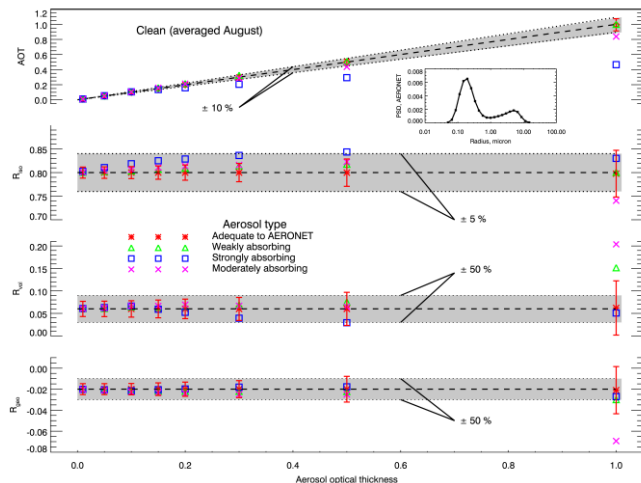 Clean (averaged August)
AOT
1.2
1.0
0.8
0.6
0.4
0.2
0.0
± 10 %
PSD, AERONET
0.008
0.006
0.004
0.002
0.000
0.01 0.10 1.00 10.00 100.00
Radius, micron
R iso
0.85
0.80
0.75
0.70
± 5 %
Aerosol type
Adequate to AERONET
Weakly absorbing
Strongly absorbing
Moderately absorbing
R vol
0.20
0.15
0.10
0.05
0.00
± 50 %
R geo
0.00
-0.02
-0.04
-0.06
-0.08
± 50 %
0.0 0.2 0.4 0.6 0.8 1.0
Aerosol optical thickness